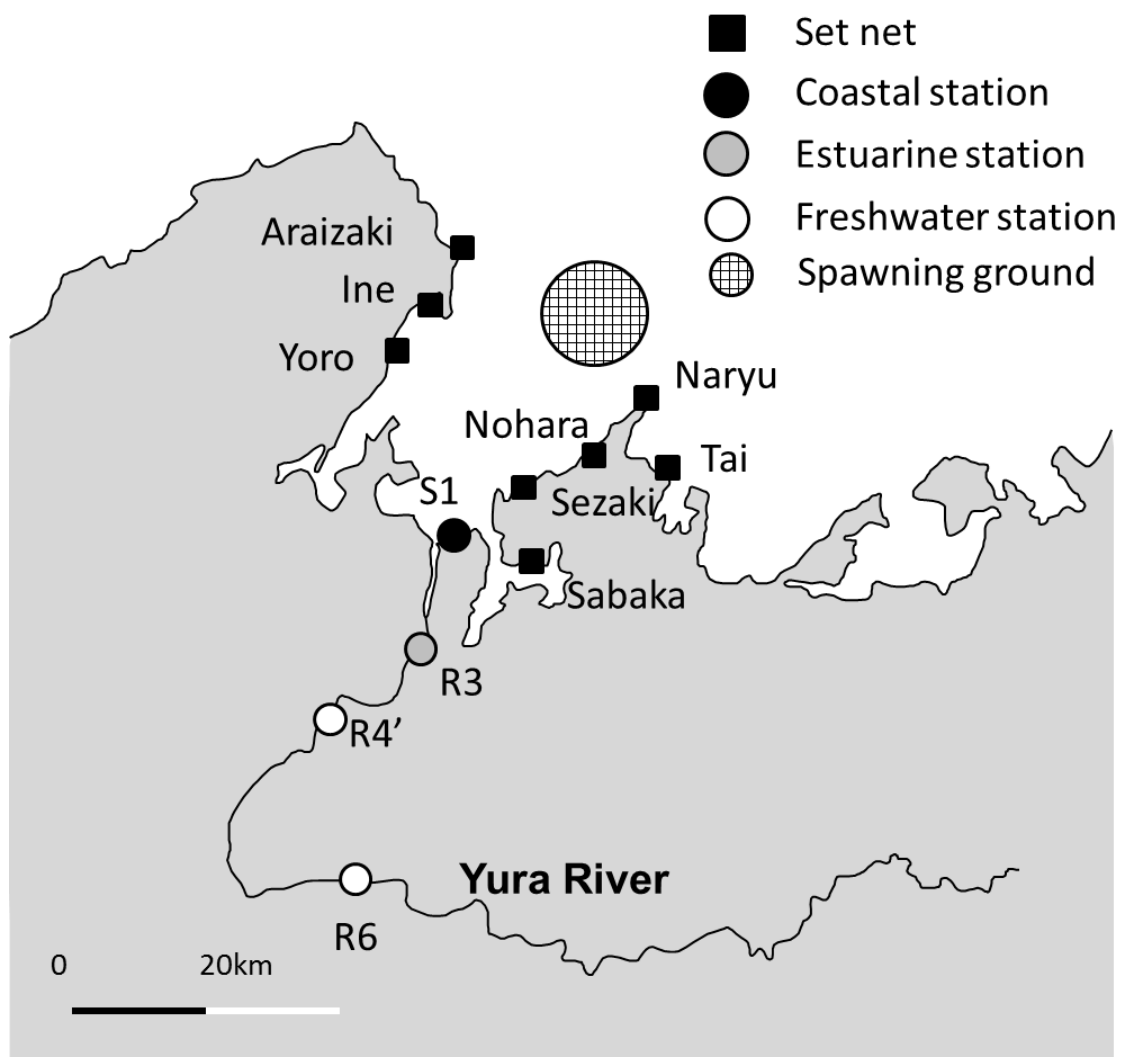 Set net
Coastal station
Estuarine station
Freshwater station
Spawning ground
Araizaki
Ine
Yoro
Naryu
Nohara
Tai
S1
Sezaki
Sabaka
R3
R4’
Yura River
R6
0
20km